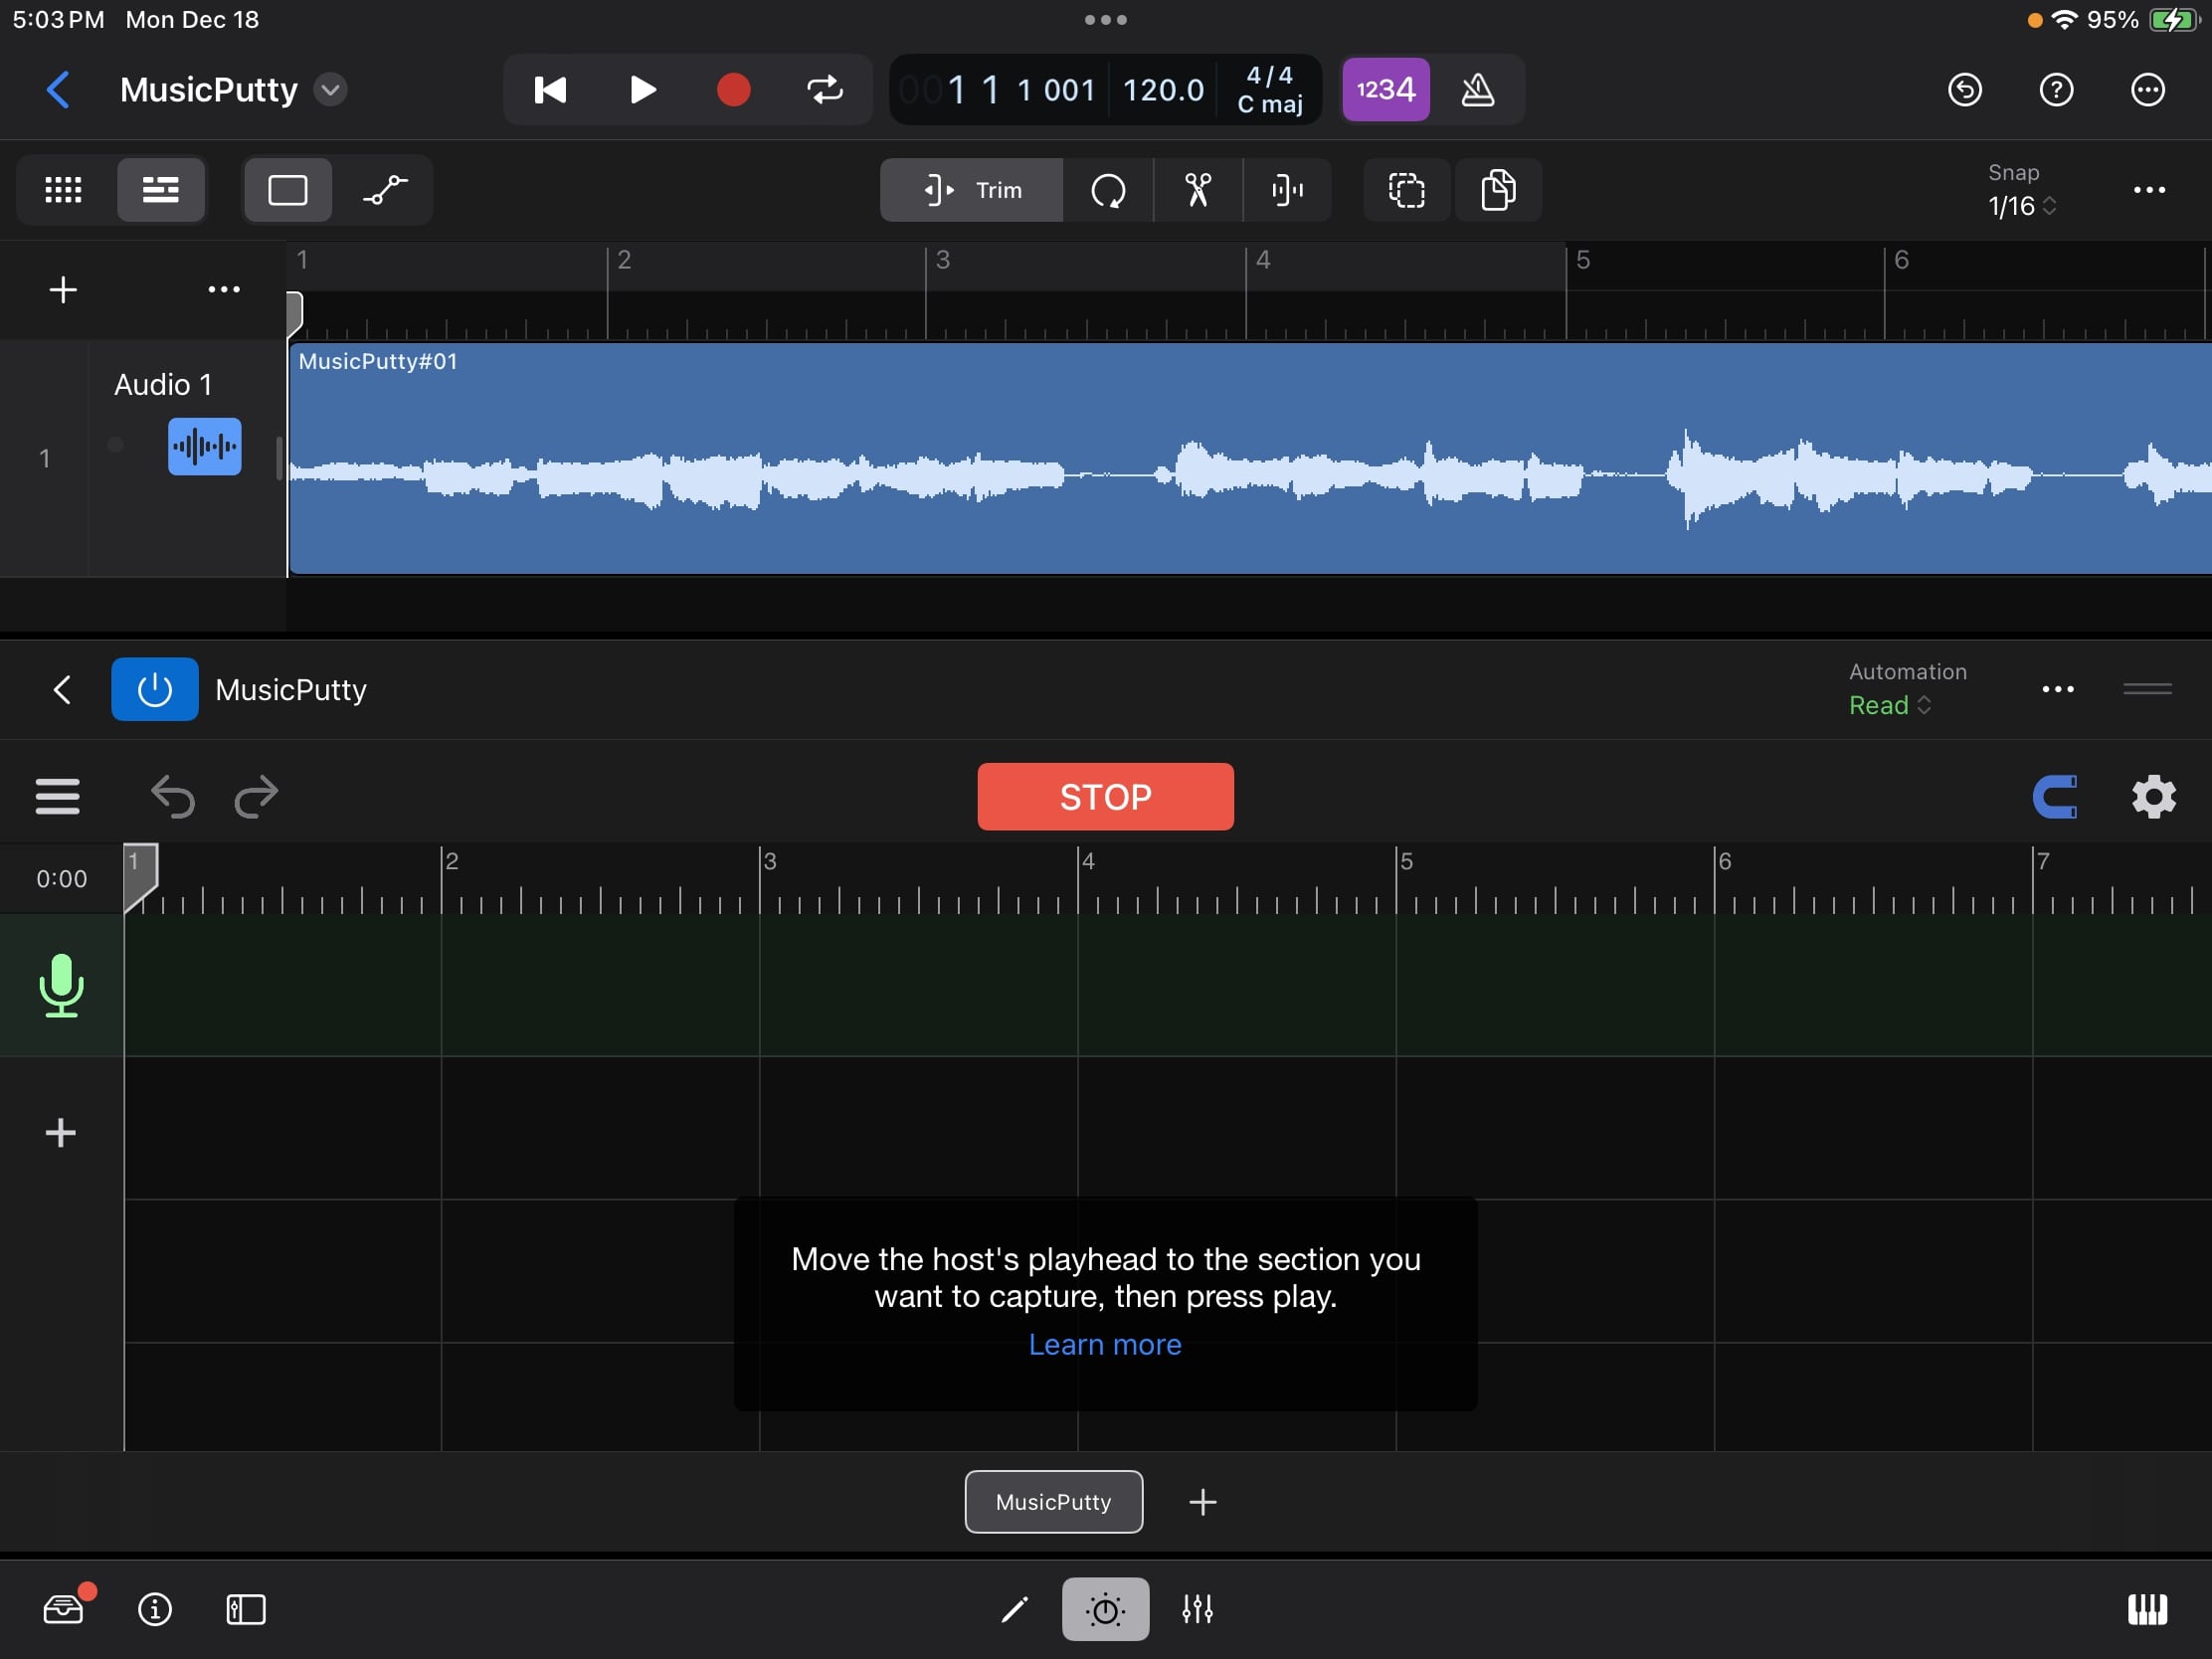 5:03 PM Mon Dec 18
95%
MusicPutty
001 1 1 001
120.0
4/4
C maj
1234
Trim
Snap
1/16
1 2 3 4 5 6
MusicPutty#01
Audio 1
1
MusicPutty
Automation
Read
STOP
0:00
1 2 3 4 5 6 7
Move the host's playhead to the section you
want to capture, then press play.
Learn more
MusicPutty